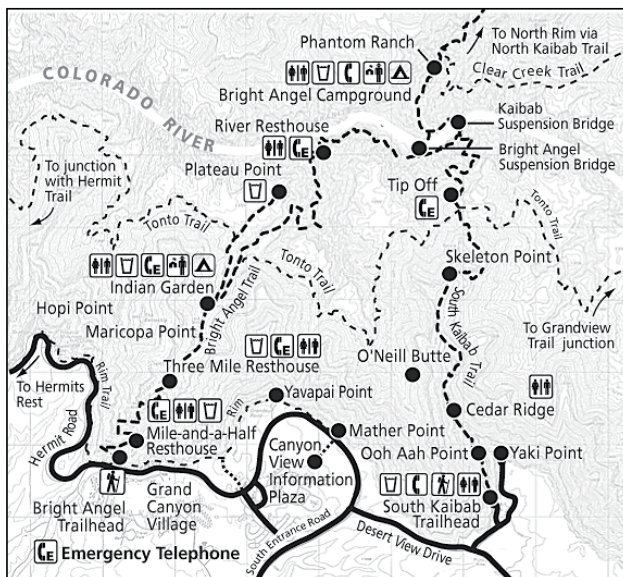 Phantom Ranch
To North Rim via
North Kaibab Trail
Clear Creek Trail
COLORADO RIVER
Bright Angel Campground
Kaibab
Suspension Bridge
River Resthouse
E
Bright Angel
Suspension Bridge
To junction
with Hermit
Trail
Plateau Point
Tip Off
E
Tonto Trail
Tonto
Trail
Tonto
Trail
E
Skeleton Point
Indian Garden
Bright Angel Trail
South Kaibab
Trail
Hopi Point
Maricopa Point
To Grandview
Trail junction
E
Three Mile Resthouse
O'Neill Butte
Rim Trail
To Hermits
Rest
Yavapai Point
E
Rim
Cedar Ridge
Mile-and-a-Half
Resthouse
Mather Point
Hermit Road
Canyon
View
Information
Plaza
Ooh Aah Point
Yaki Point
Bright Angel
Trailhead
Grand
Canyon
Village
South Kaibab
Trailhead
South Entrance Road
Desert View Drive
E Emergency Telephone